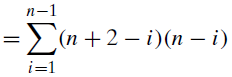 = \sum_{i=1}^{n-1} (n + 2 - i)(n - i)